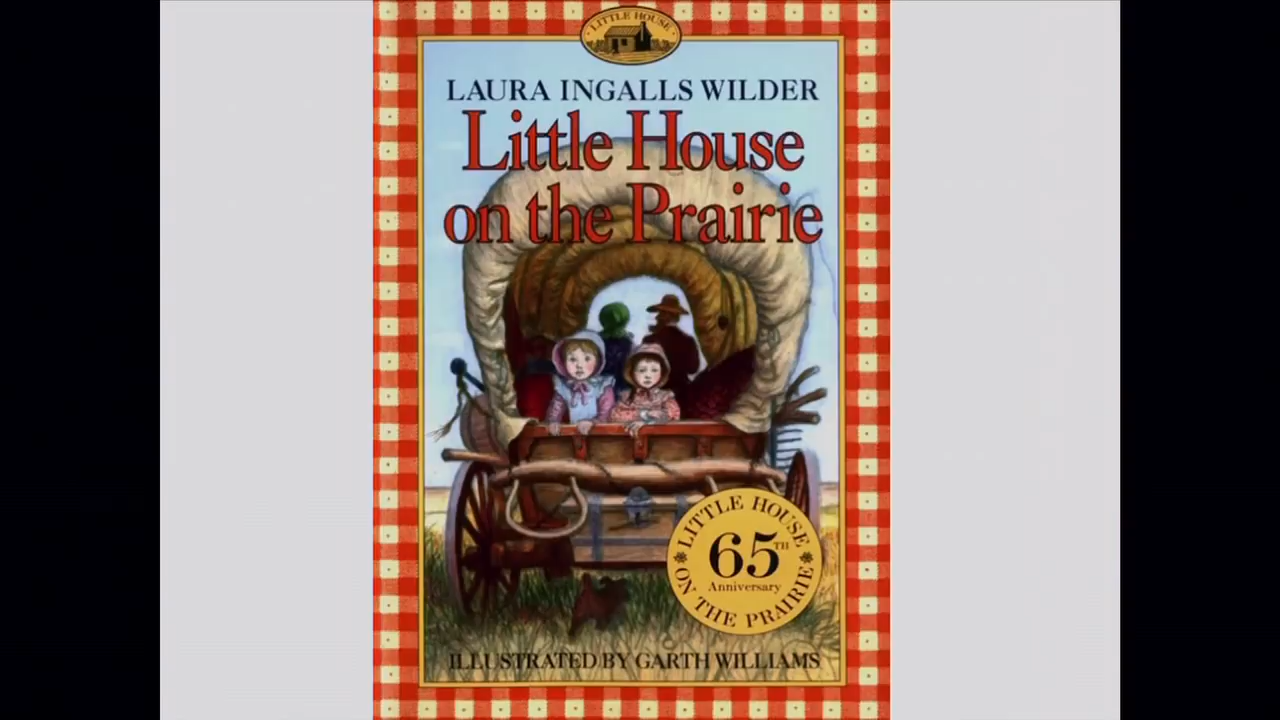 LITTLE HOUSE
LAURA INGALLS WILDER
Little House
on the Prairie
LITTLE HOUSE
65TH
Anniversary
ON THE PRAIRIE
ILLUSTRATED BY GARTH WILLIAMS